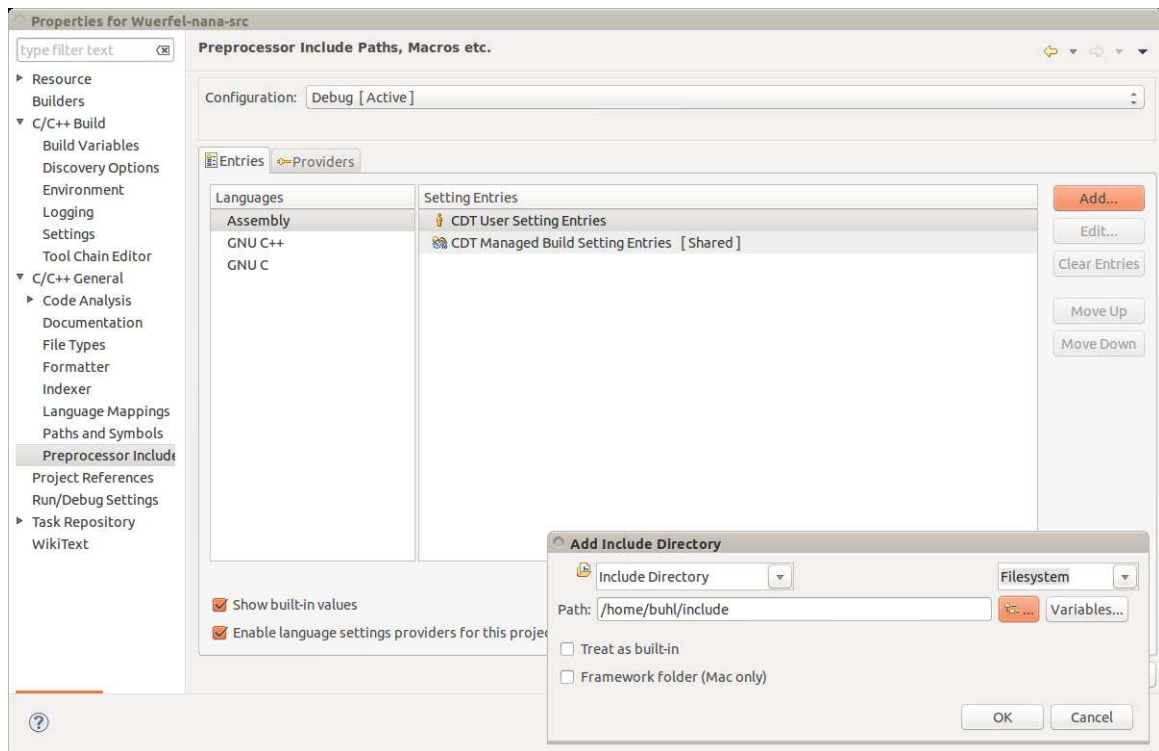 Properties for Wuerfel-nana-src
type filter text
Preprocessor Include Paths, Macros etc.
Resource
Builders
C/C++ Build
Build Variables
Discovery Options
Environment
Logging
Settings
Tool Chain Editor
C/C++ General
Code Analysis
Documentation
File Types
Formatter
Indexer
Language Mappings
Paths and Symbols
Preprocessor Include
Project References
Run/Debug Settings
Task Repository
WikiText
Configuration: Debug [ Active ]
Entries Providers
Languages
Assembly
GNU C++
GNU C
Setting Entries
CDT User Setting Entries
CDT Managed Build Setting Entries [ Shared ]
Add...
Edit...
Clear Entries
Move Up
Move Down
Show built-in values
Enable language settings providers for this projec
Add Include Directory
Include Directory Filesystem
Path: /home/buhl/include ... Variables...
Treat as built-in
Framework folder (Mac only)
OK Cancel